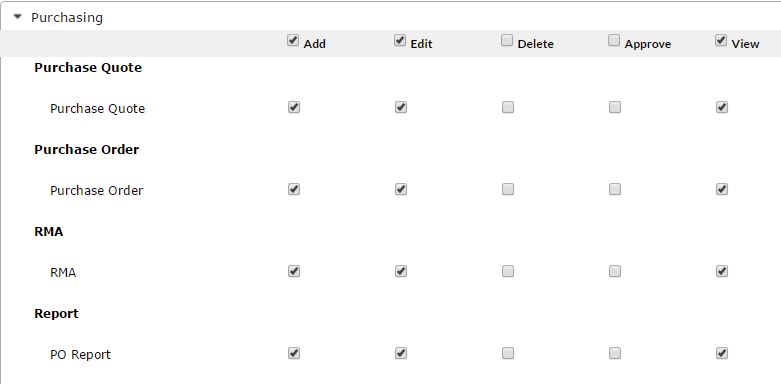 Purchasing
Add Edit Delete Approve View
Purchase Quote
Purchase Quote
Purchase Order
Purchase Order
RMA
RMA
Report
PO Report